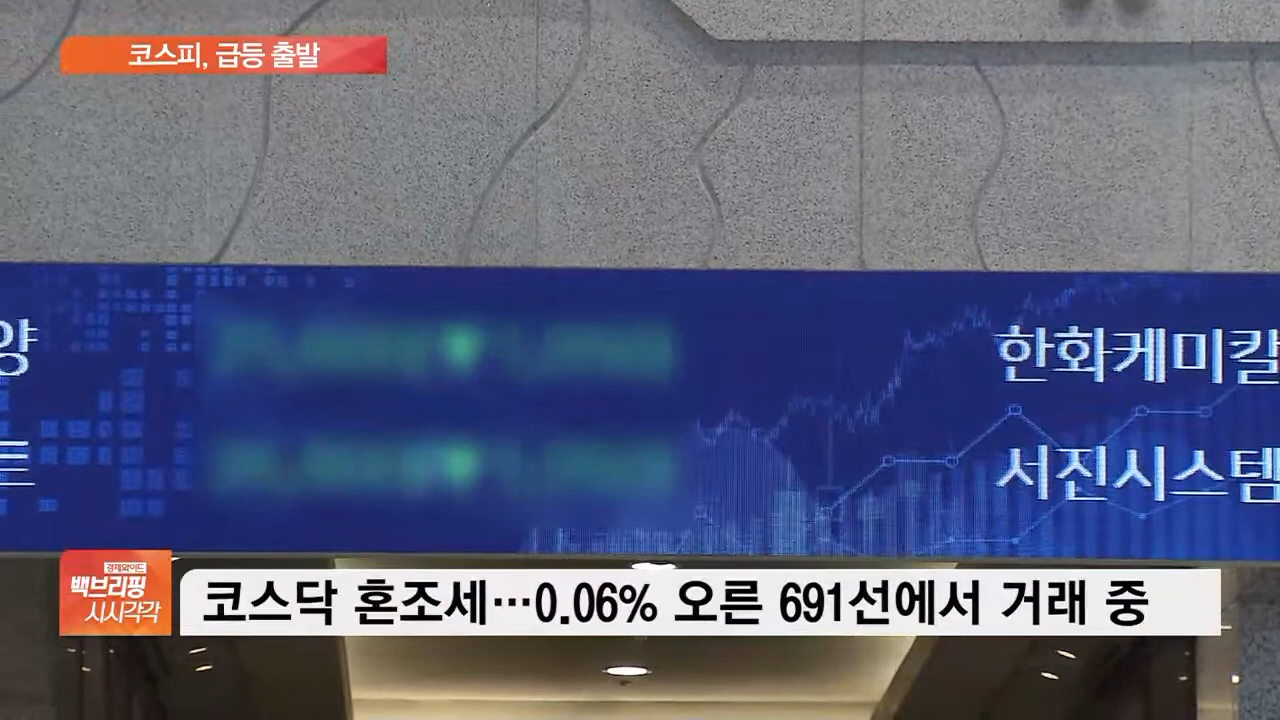 코스피, 급등 출발
양
한화케미칼
서진시스템
경제와이드
백브리핑
시시각각
코스닥 혼조세…0.06% 오른 691선에서 거래 중